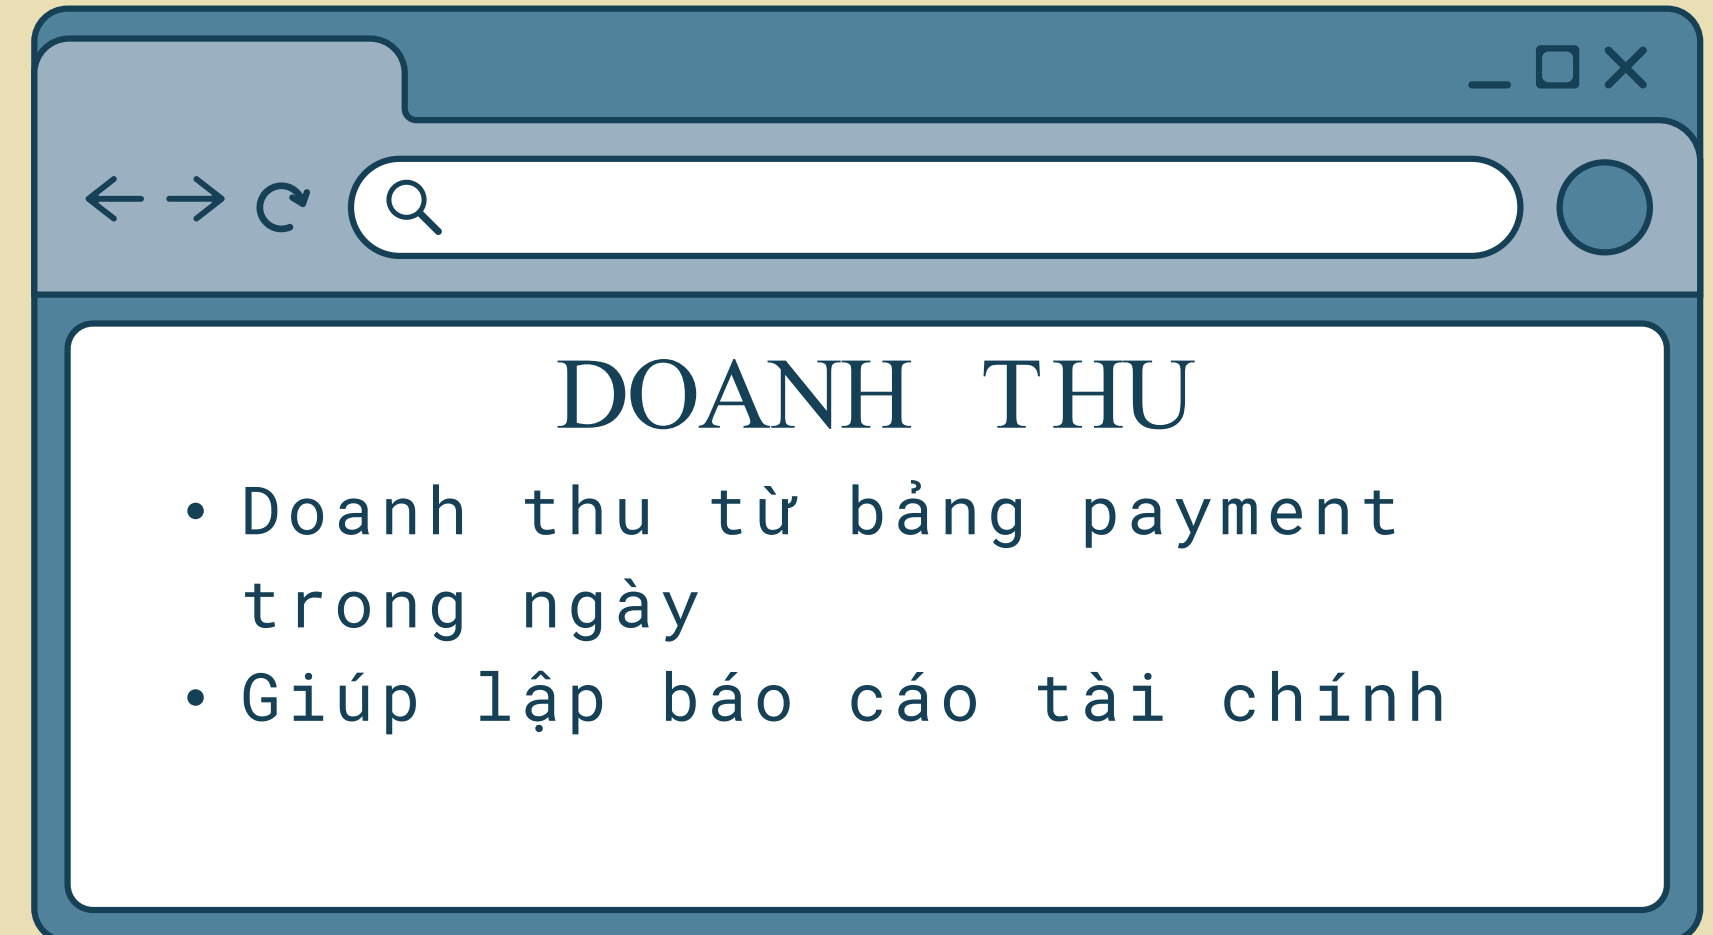 DOANH THU
• Doanh thu từ bảng payment
trong ngày
• Giúp lập báo cáo tài chính